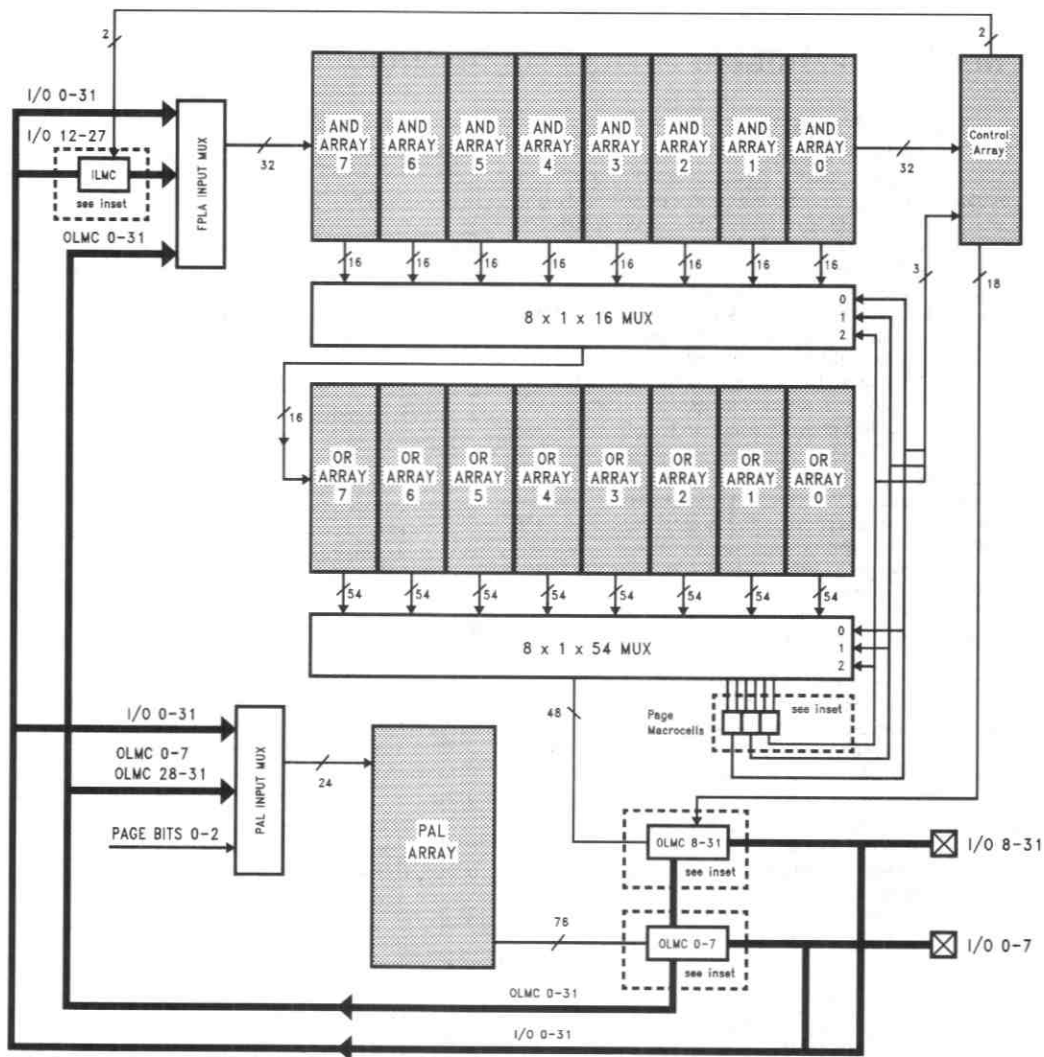 2
2
I/O 0-31
I/O 12-27
ILMC
see inset
OLMC 0-31
FPLA INPUT MUX
32
AND ARRAY 7
AND ARRAY 6
AND ARRAY 5
AND ARRAY 4
AND ARRAY 3
AND ARRAY 2
AND ARRAY 1
AND ARRAY 0
32
Control
Array
3
18
16
16
16
16
16
16
16
16
8 x 1 x 16 MUX
0
1
2
16
OR ARRAY 7
OR ARRAY 6
OR ARRAY 5
OR ARRAY 4
OR ARRAY 3
OR ARRAY 2
OR ARRAY 1
OR ARRAY 0
54
54
54
54
54
54
54
54
8 x 1 x 54 MUX
0
1
2
48
Page
Macrocells
see inset
I/O 0-31
OLMC 0-7
OLMC 28-31
PAGE BITS 0-2
PAL INPUT MUX
24
PAL
ARRAY
76
OLMC 8-31
see inset
I/O 8-31
OLMC 0-7
see inset
I/O 0-7
OLMC 0-31
I/O 0-31